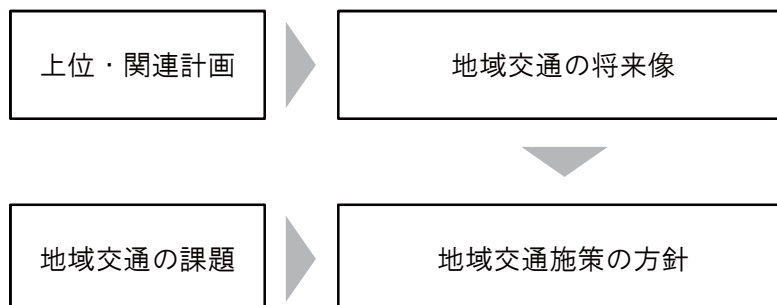 上位・関連計画
地域交通の将来像
地域交通の課題
地域交通施策の方針